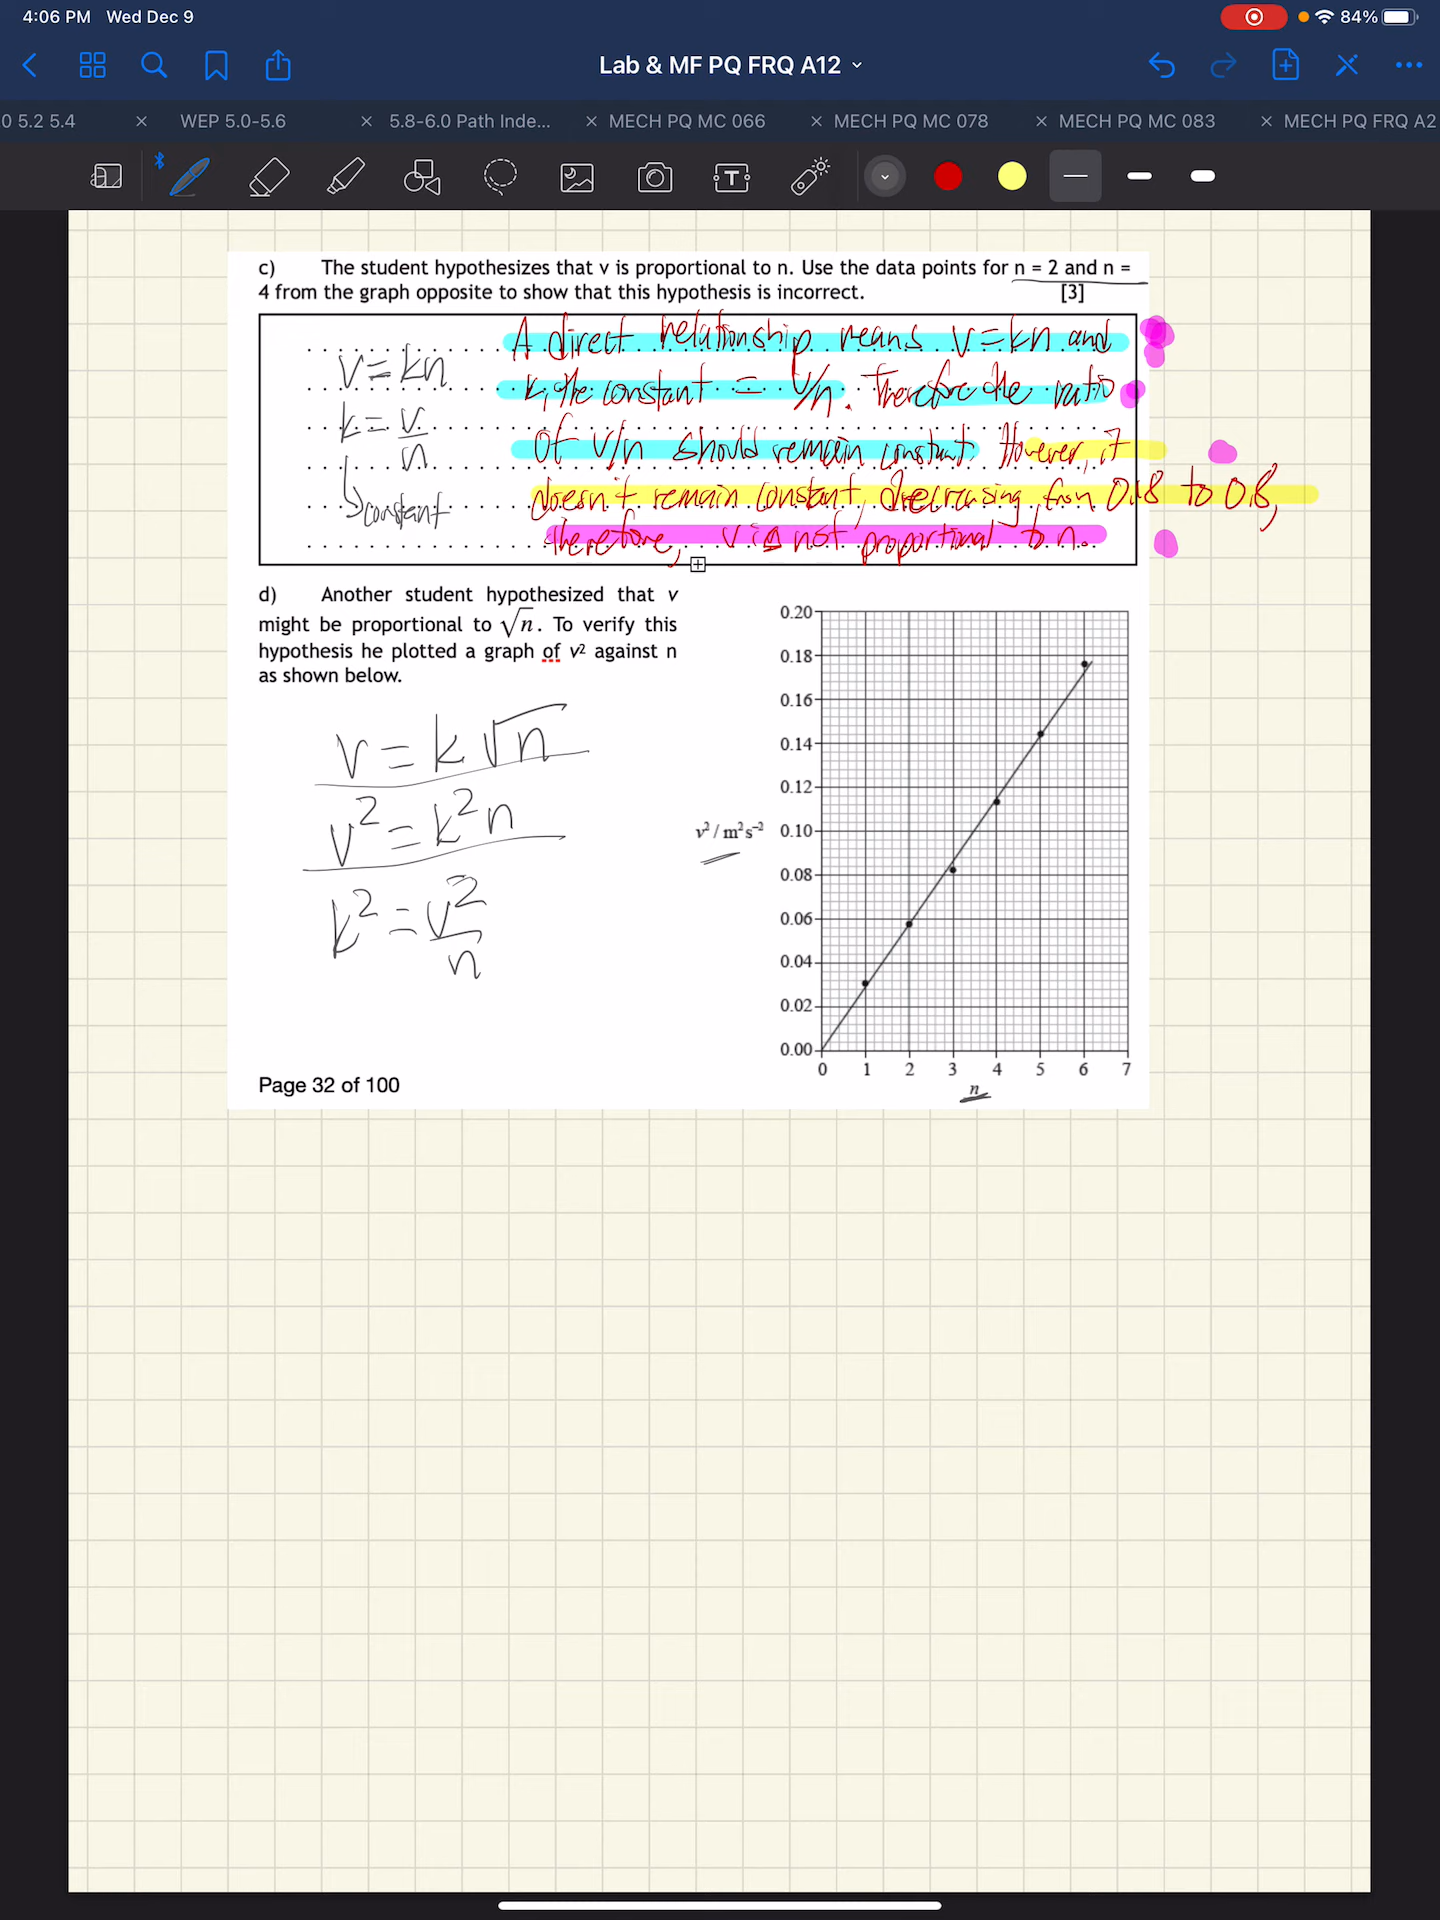 4:06 PM Wed Dec 9
84%
Lab & MF PQ FRQ A12
0 5.2 5.4
WEP 5.0-5.6
5.8-6.0 Path Inde...
MECH PQ MC 066
MECH PQ MC 078
MECH PQ MC 083
MECH PQ FRQ A2
c) The student hypothesizes that v is proportional to n. Use the data points for n = 2 and n =
4 from the graph opposite to show that this hypothesis is incorrect. [3]
v = kn
k = v/n
constant
A direct relationship means v = kn and
k, the constant = v/n. Therefore the ratio
of v/n should remain constant. However, it
doesn't remain constant, decreasing from 0.18 to 0.8,
therefore, v is not proportional to n.
d) Another student hypothesized that v
might be proportional to √n. To verify this
hypothesis he plotted a graph of v² against n
as shown below.
v = k√n
v² = k²n
k² = v²/n
v² / m²s⁻²
0.20
0.18
0.16
0.14
0.12
0.10
0.08
0.06
0.04
0.02
0.00
0 1 2 3 4 5 6 7
n
Page 32 of 100